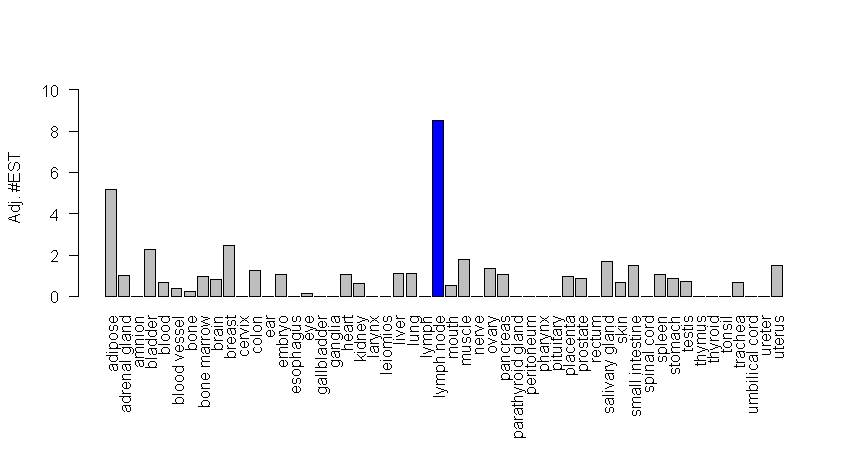 Adj. #EST
10
8
6
4
2
0
adipose
adrenal gland
amnion
bladder
blood
blood vessel
bone
bone marrow
brain
breast
cervix
colon
ear
embryo
esophagus
eye
gallbladder
ganglia
heart
kidney
larynx
leiomios
liver
lung
lymph
lymph node
mouth
muscle
nerve
ovary
pancreas
parathyroid gland
peritoneum
pharynx
pituitary
placenta
prostate
rectum
salivary gland
skin
small intestine
spinal cord
spleen
stomach
testis
thymus
thyroid
tonsil
trachea
umbilical cord
ureter
uterus